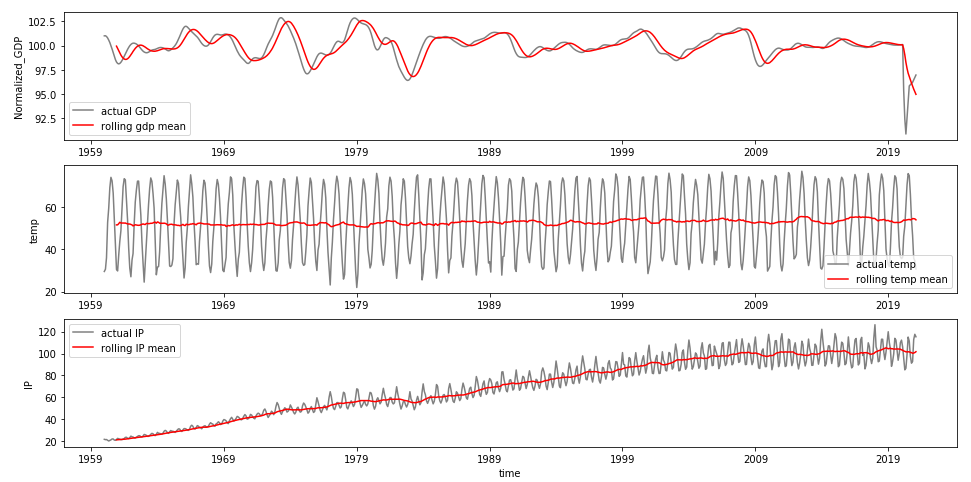 Normalized_GDP
102.5
100.0
97.5
95.0
92.5
actual GDP
rolling gdp mean
1959 1969 1979 1989 1999 2009 2019
temp
60
40
20
actual temp
rolling temp mean
1959 1969 1979 1989 1999 2009 2019
IP
120
100
80
60
40
20
actual IP
rolling IP mean
1959 1969 1979 1989 1999 2009 2019
time